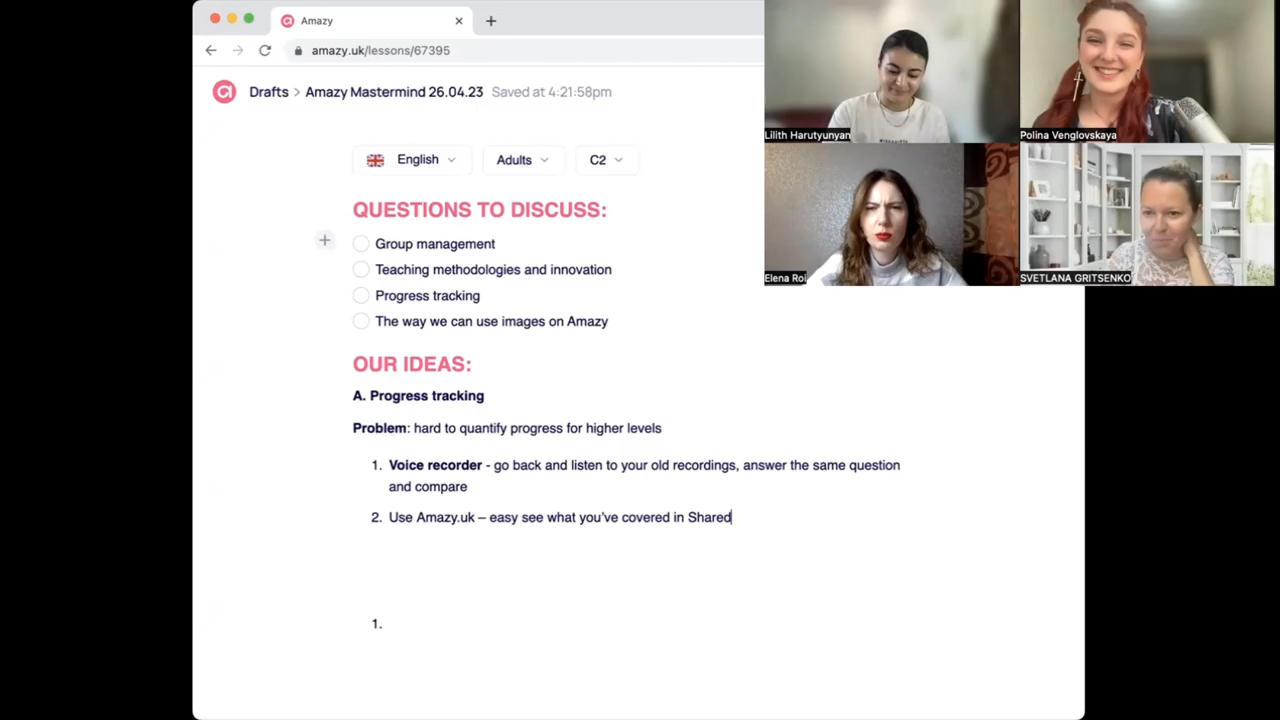 Amazy
amazy.uk/lessons/67395
Drafts > Amazy Mastermind 26.04.23 Saved at 4:21:58pm
Lilith Harutyunyan
Polina Venglovskaya
English
Adults
C2
QUESTIONS TO DISCUSS:
Group management
Teaching methodologies and innovation
Elena Roi
SVETLANA GRITSENKO
Progress tracking
The way we can use images on Amazy
OUR IDEAS:
A. Progress tracking
Problem: hard to quantify progress for higher levels
1. Voice recorder - go back and listen to your old recordings, answer the same question
and compare
2. Use Amazy.uk – easy see what you’ve covered in Shared
1.